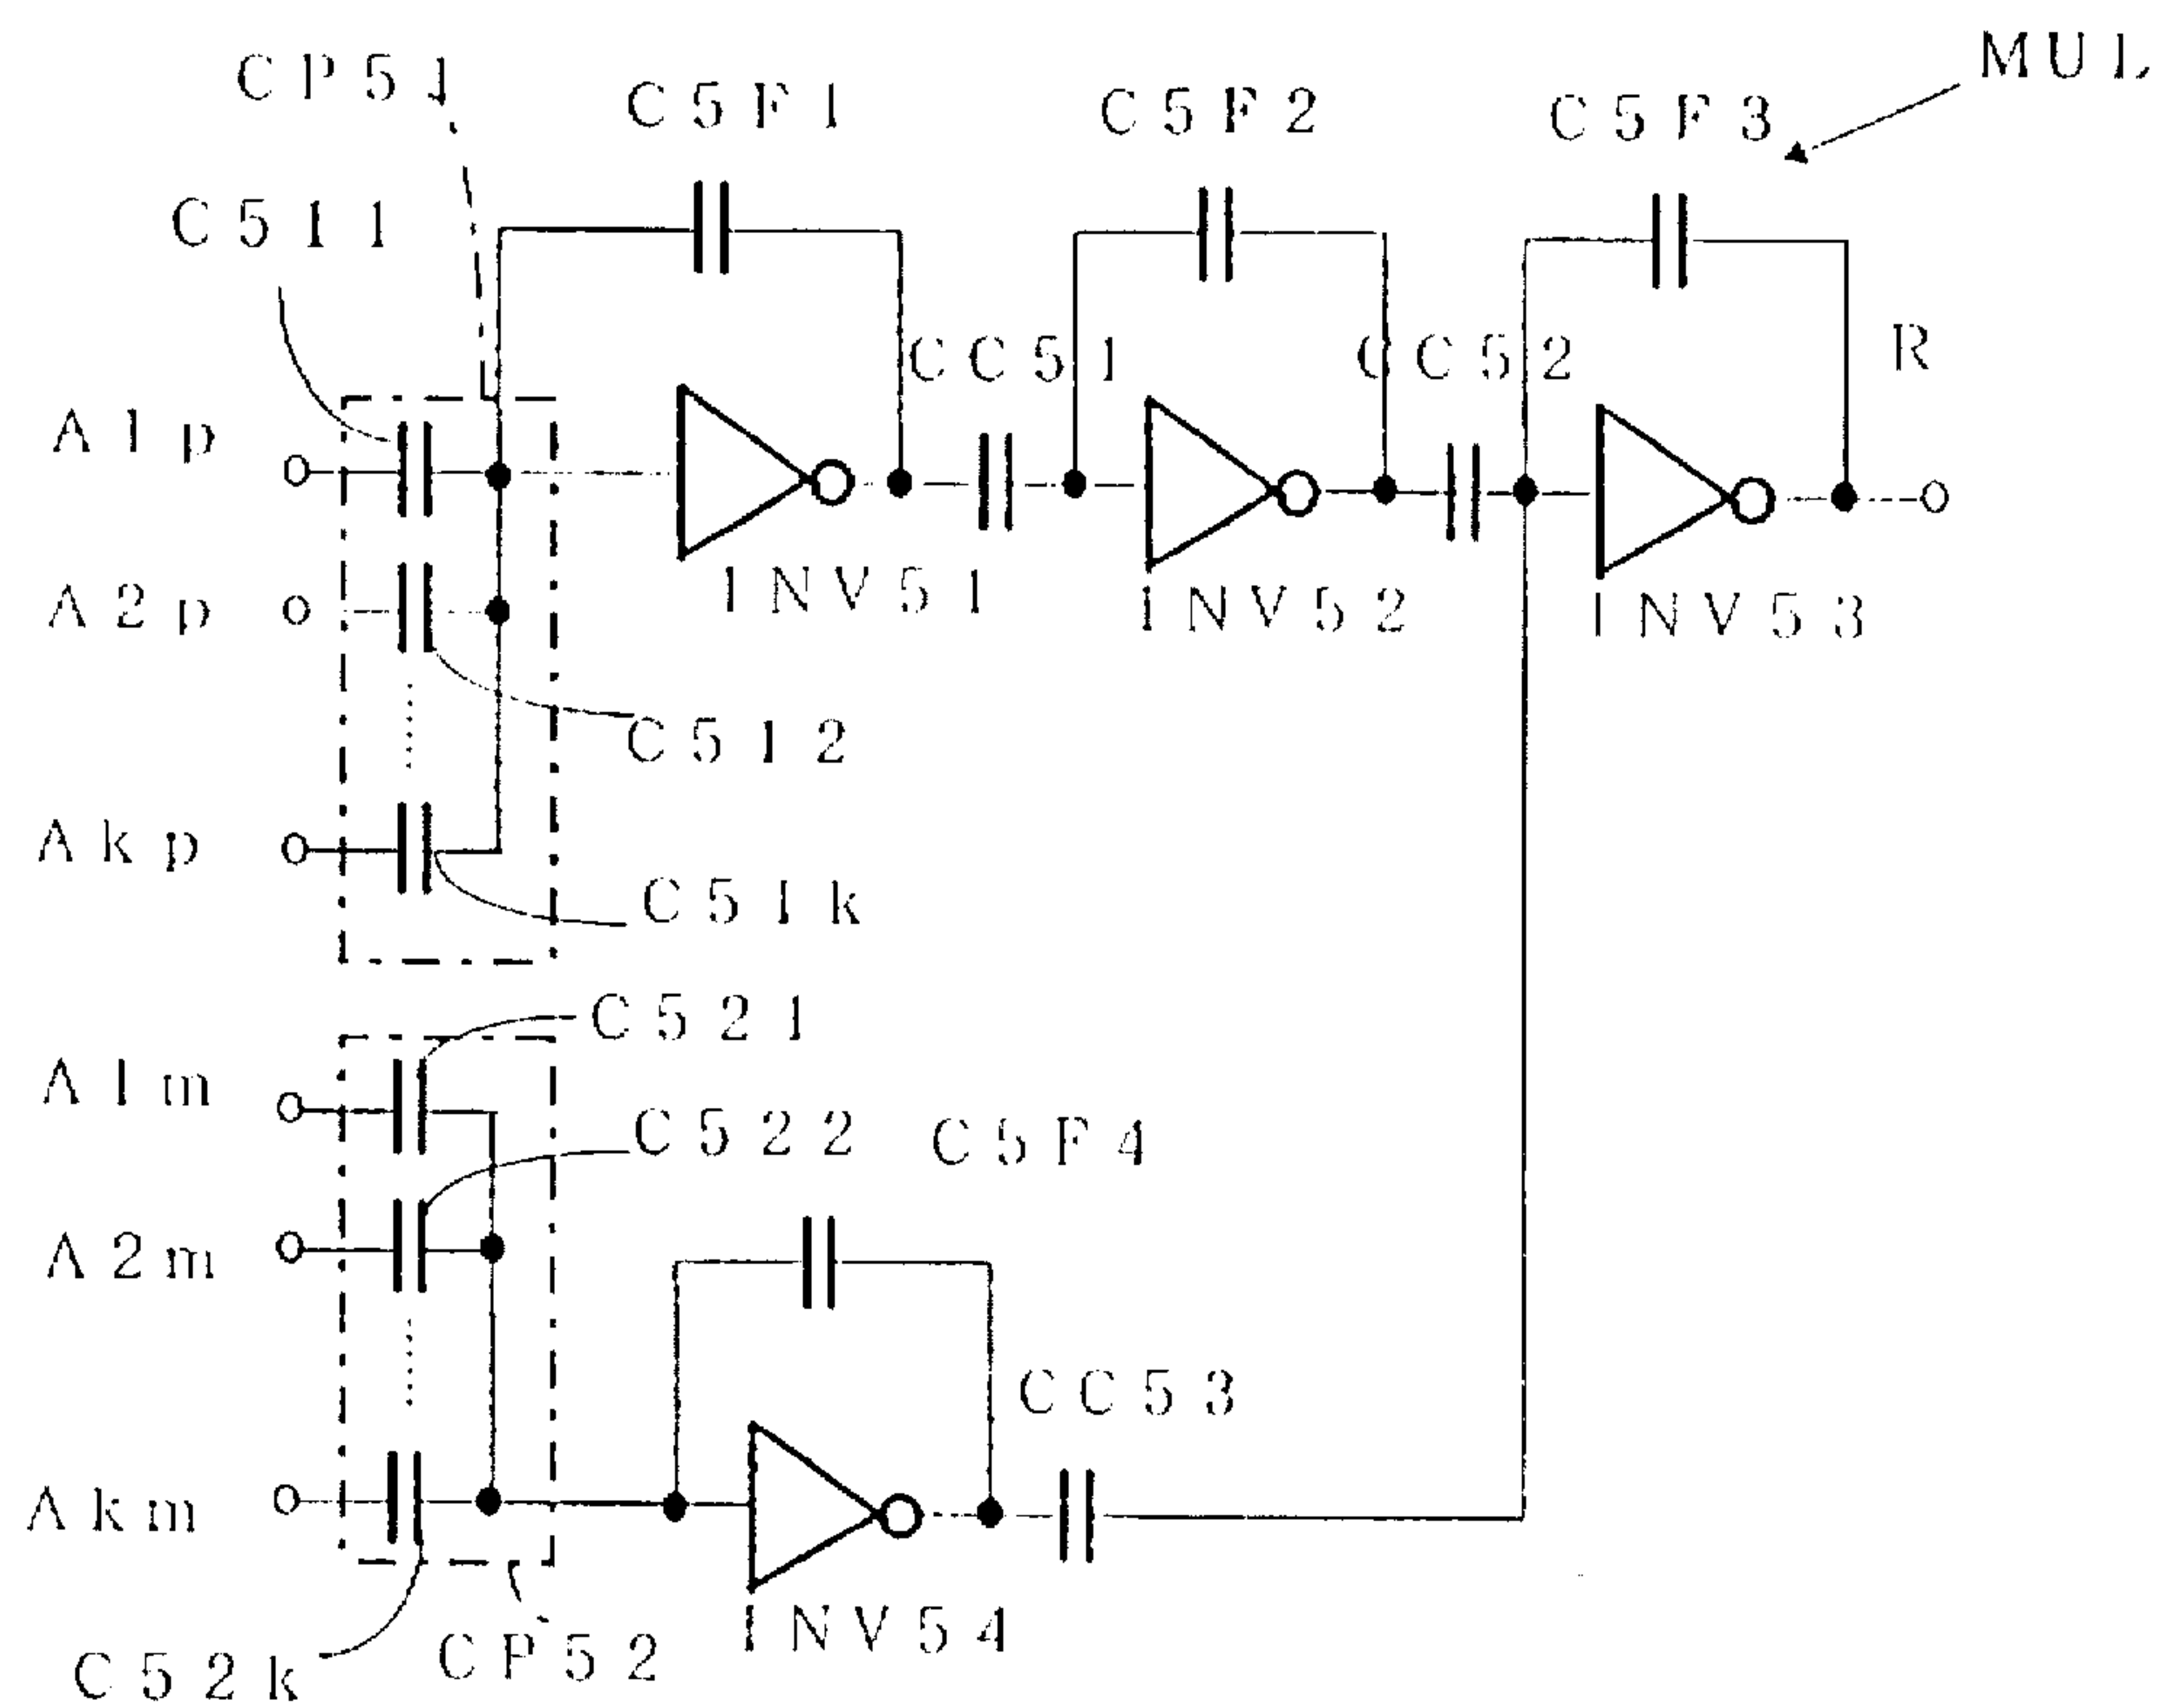 MUL
CP51
C5F1
C5F2
C5F3
C511
CC51
CC52
R
A1p
INV51
INV52
INV53
A2p
C512
Akp
C51k
C521
A1m
C522
C5F4
A2m
CC53
Akm
INV54
CP52
C52k